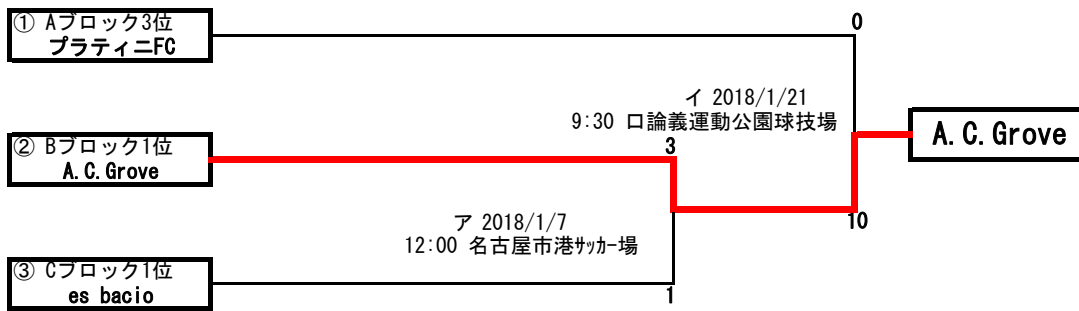 ① Aブロック3位
プラティニFC
0
イ 2018/1/21
9:30 口論義運動公園球技場
② Bブロック1位
A.C.Grove
3
A.C.Grove
ア 2018/1/7
12:00 名古屋市港ｻｯｶｰ場
10
③ Cブロック1位
es bacio
1